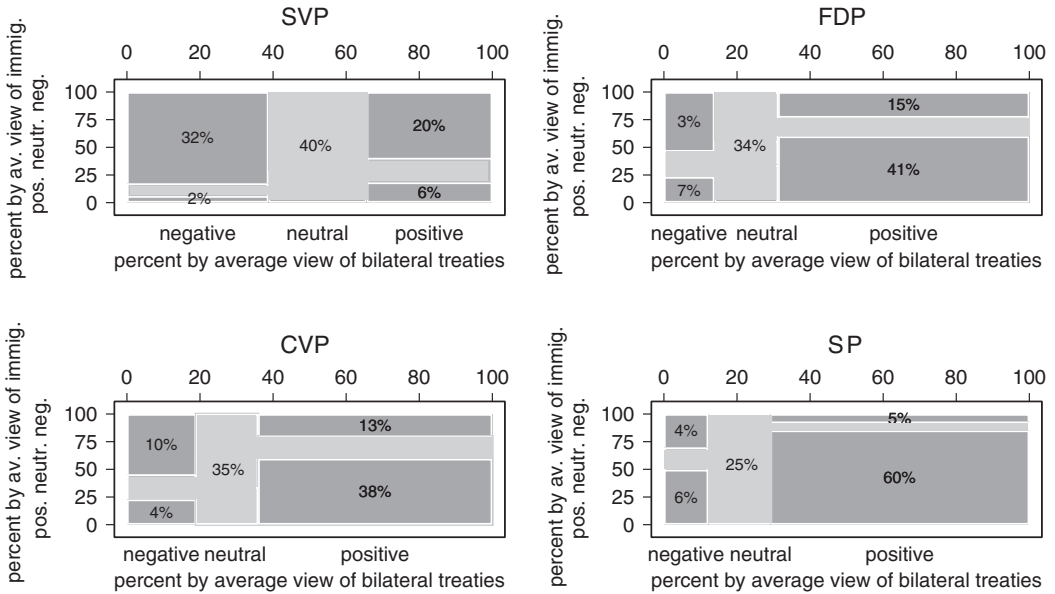 SVP
0 20 40 60 80 100
percent by av. view of immig.
pos. neutr. neg.
100
75
50
25
0
32%
40%
20%
2%
6%
negative neutral positive
percent by average view of bilateral treaties
FDP
0 20 40 60 80 100
percent by av. view of immig.
pos. neutr. neg.
100
75
50
25
0
15%
3%
34%
41%
7%
negative neutral positive
percent by average view of bilateral treaties
CVP
0 20 40 60 80 100
percent by av. view of immig.
pos. neutr. neg.
100
75
50
25
0
13%
10%
35%
38%
4%
negative neutral positive
percent by average view of bilateral treaties
SP
0 20 40 60 80 100
percent by av. view of immig.
pos. neutr. neg.
100
75
50
25
0
5%
4%
25%
60%
6%
negative neutral positive
percent by average view of bilateral treaties